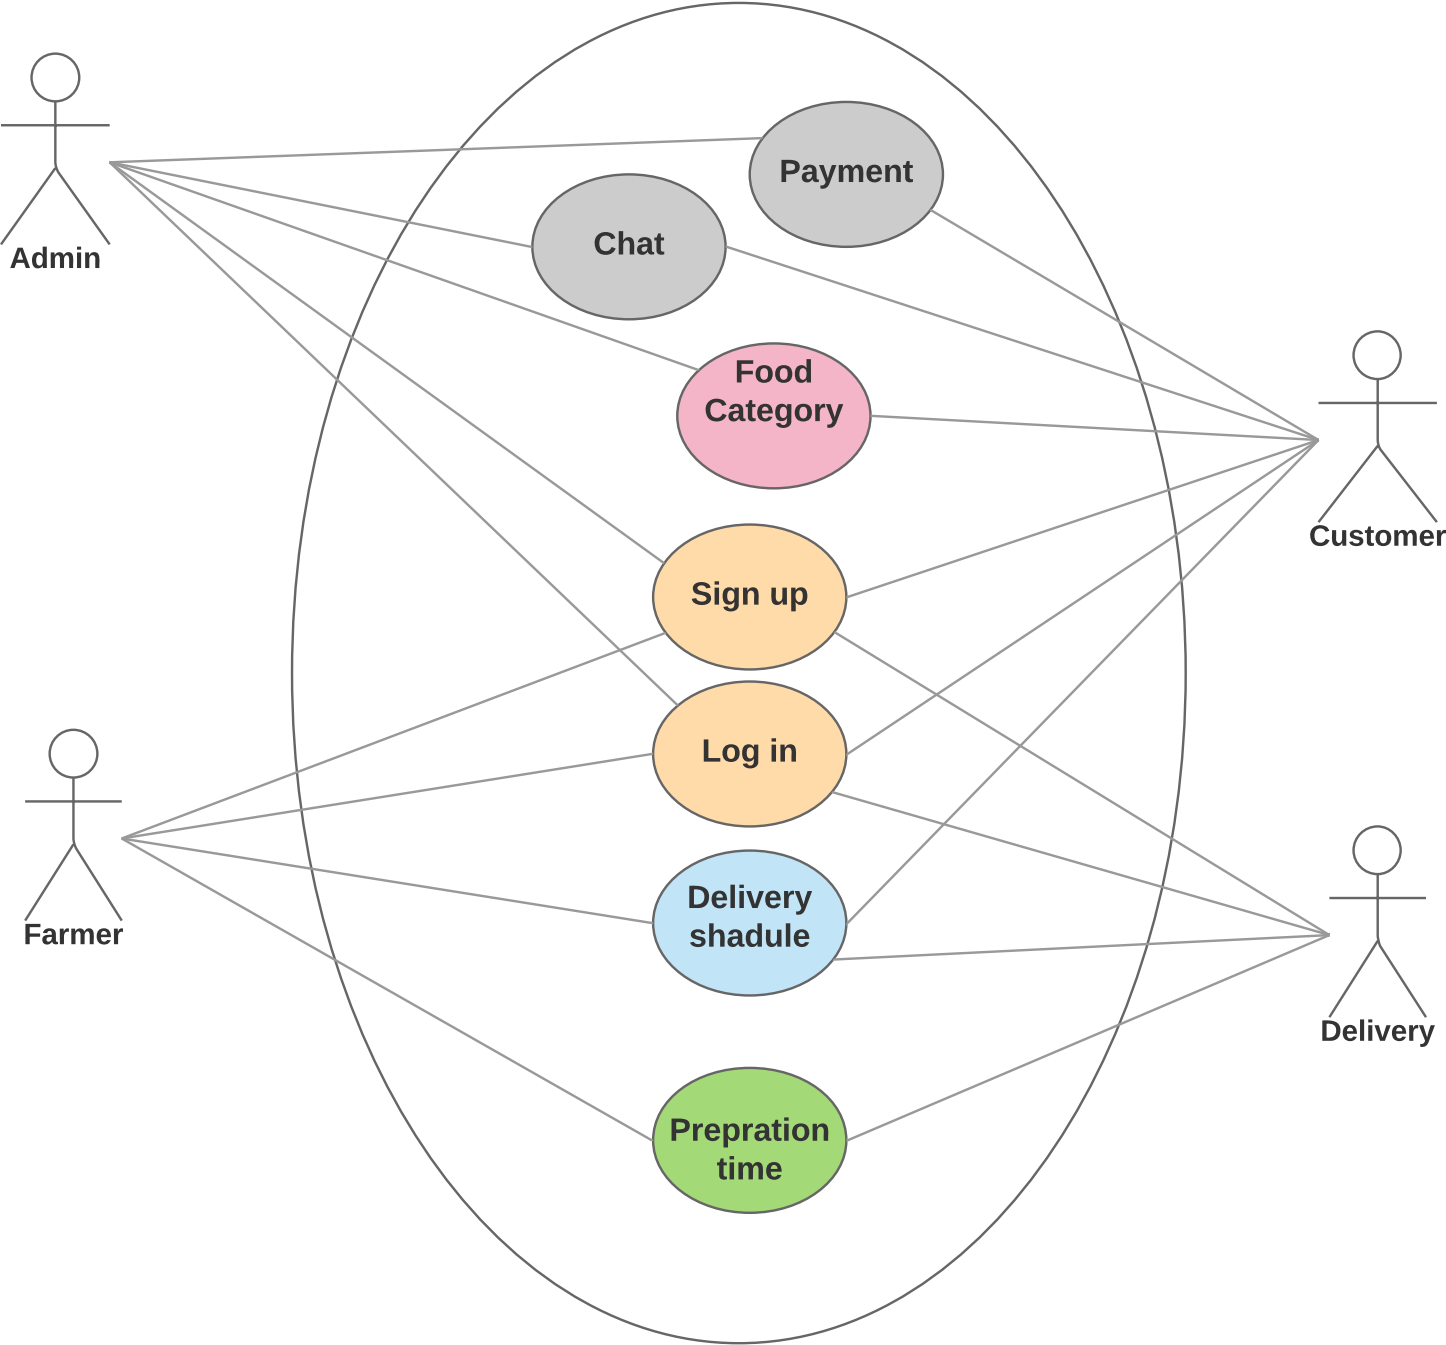 Payment
Chat
Admin
Food
Category
Customer
Sign up
Log in
Delivery
shadule
Farmer
Delivery
Prepration
time